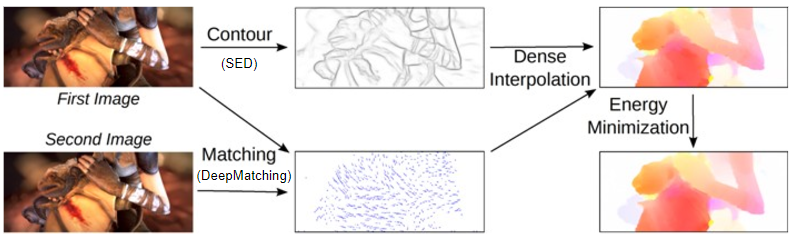 Contour
(SED)
Dense
Interpolation
First Image
Energy
Minimization
Second Image
Matching
(DeepMatching)